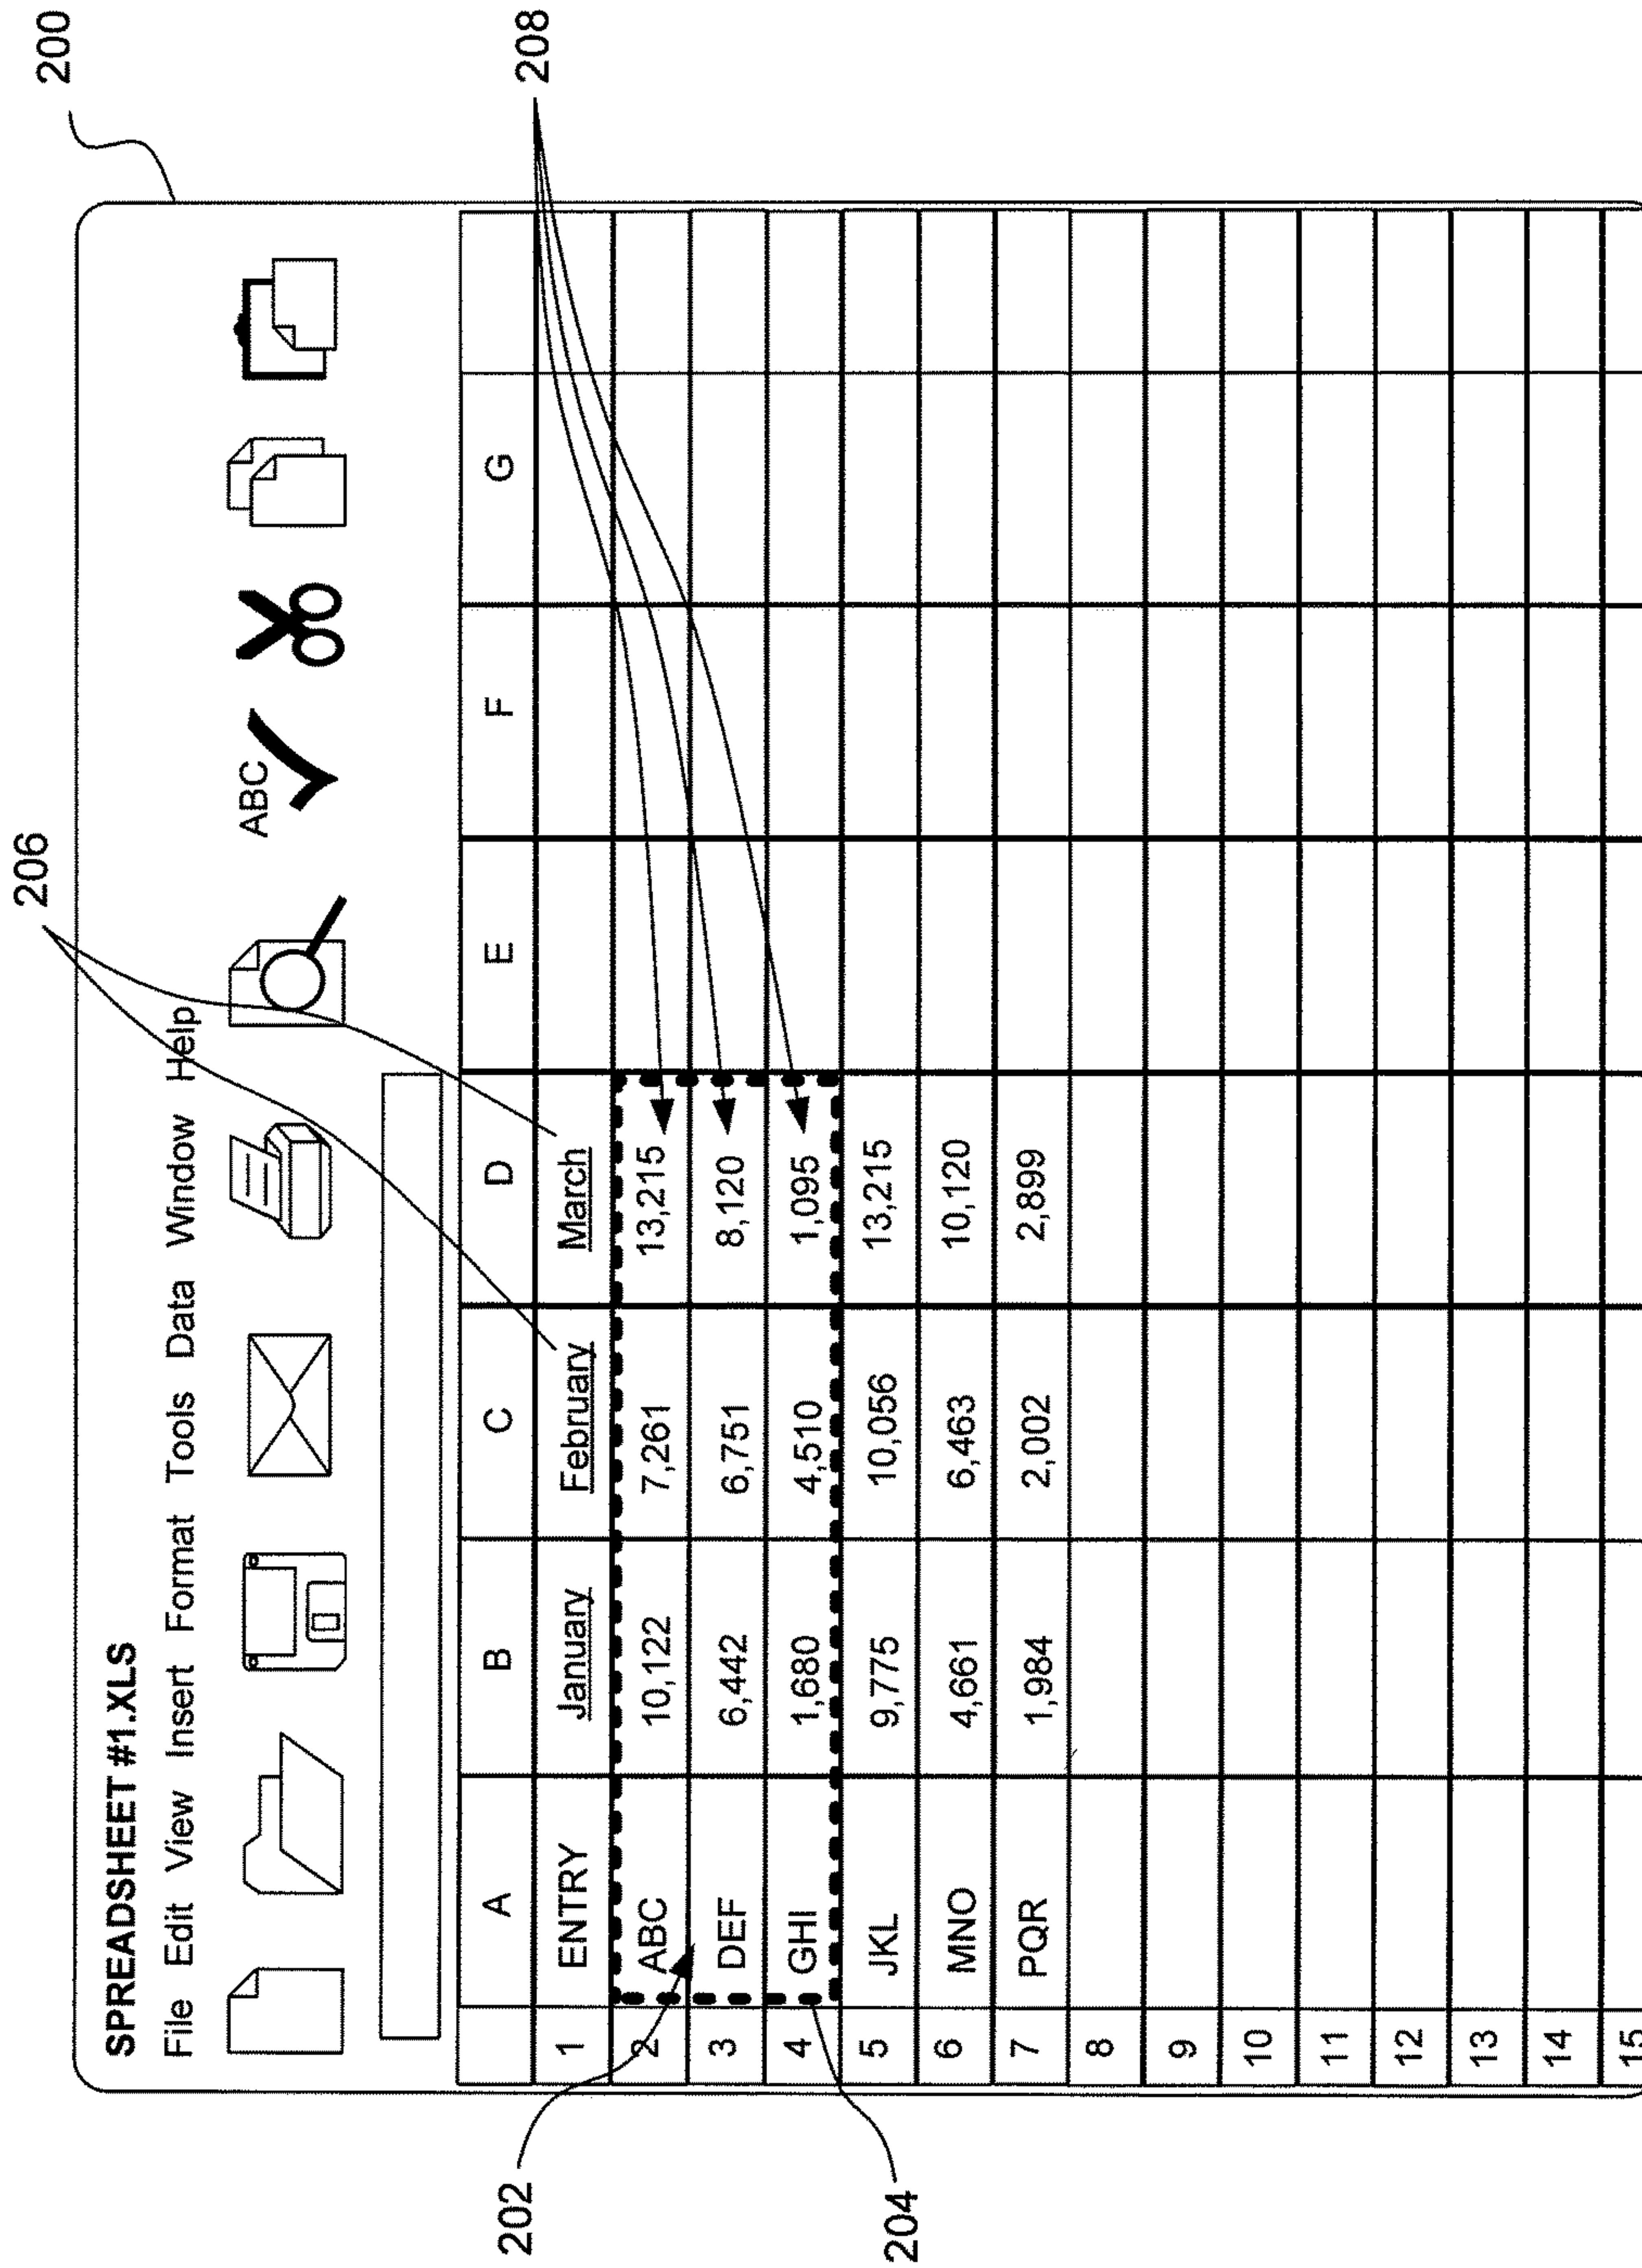 200
206
208
SPREADSHEET #1.XLS
File Edit View Insert Format Tools Data Window Help
ABC
A B C D E F G
1 ENTRY January February March
2 ABC 10,122 7,261 13,215
3 DEF 6,442 6,751 8,120
4 GHI 1,680 4,510 1,095
5 JKL 9,775 10,056 13,215
6 MNO 4,661 6,463 10,120
7 PQR 1,984 2,002 2,899
8
9
10
11
12
13
14
15
202
204